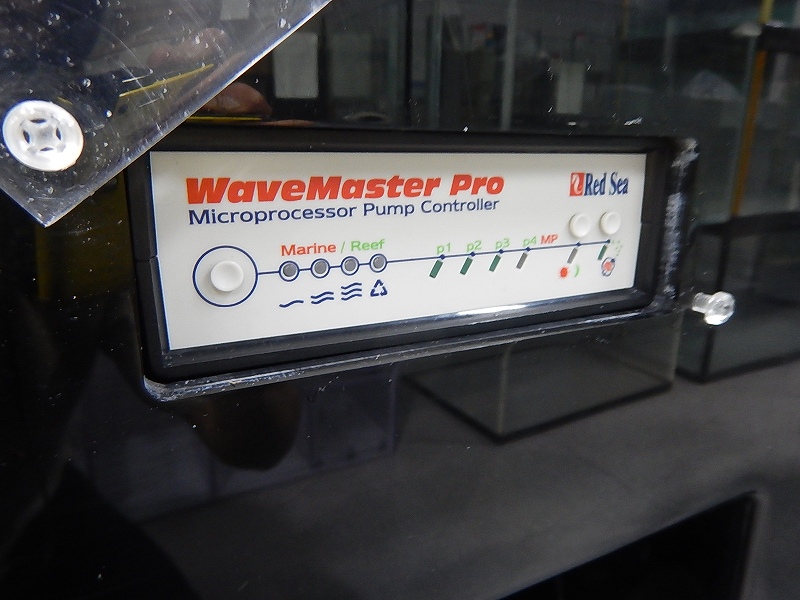 WaveMaster Pro
Red Sea
Microprocessor Pump Controller
Marine / Reef
p1 p2 p3 p4 MP